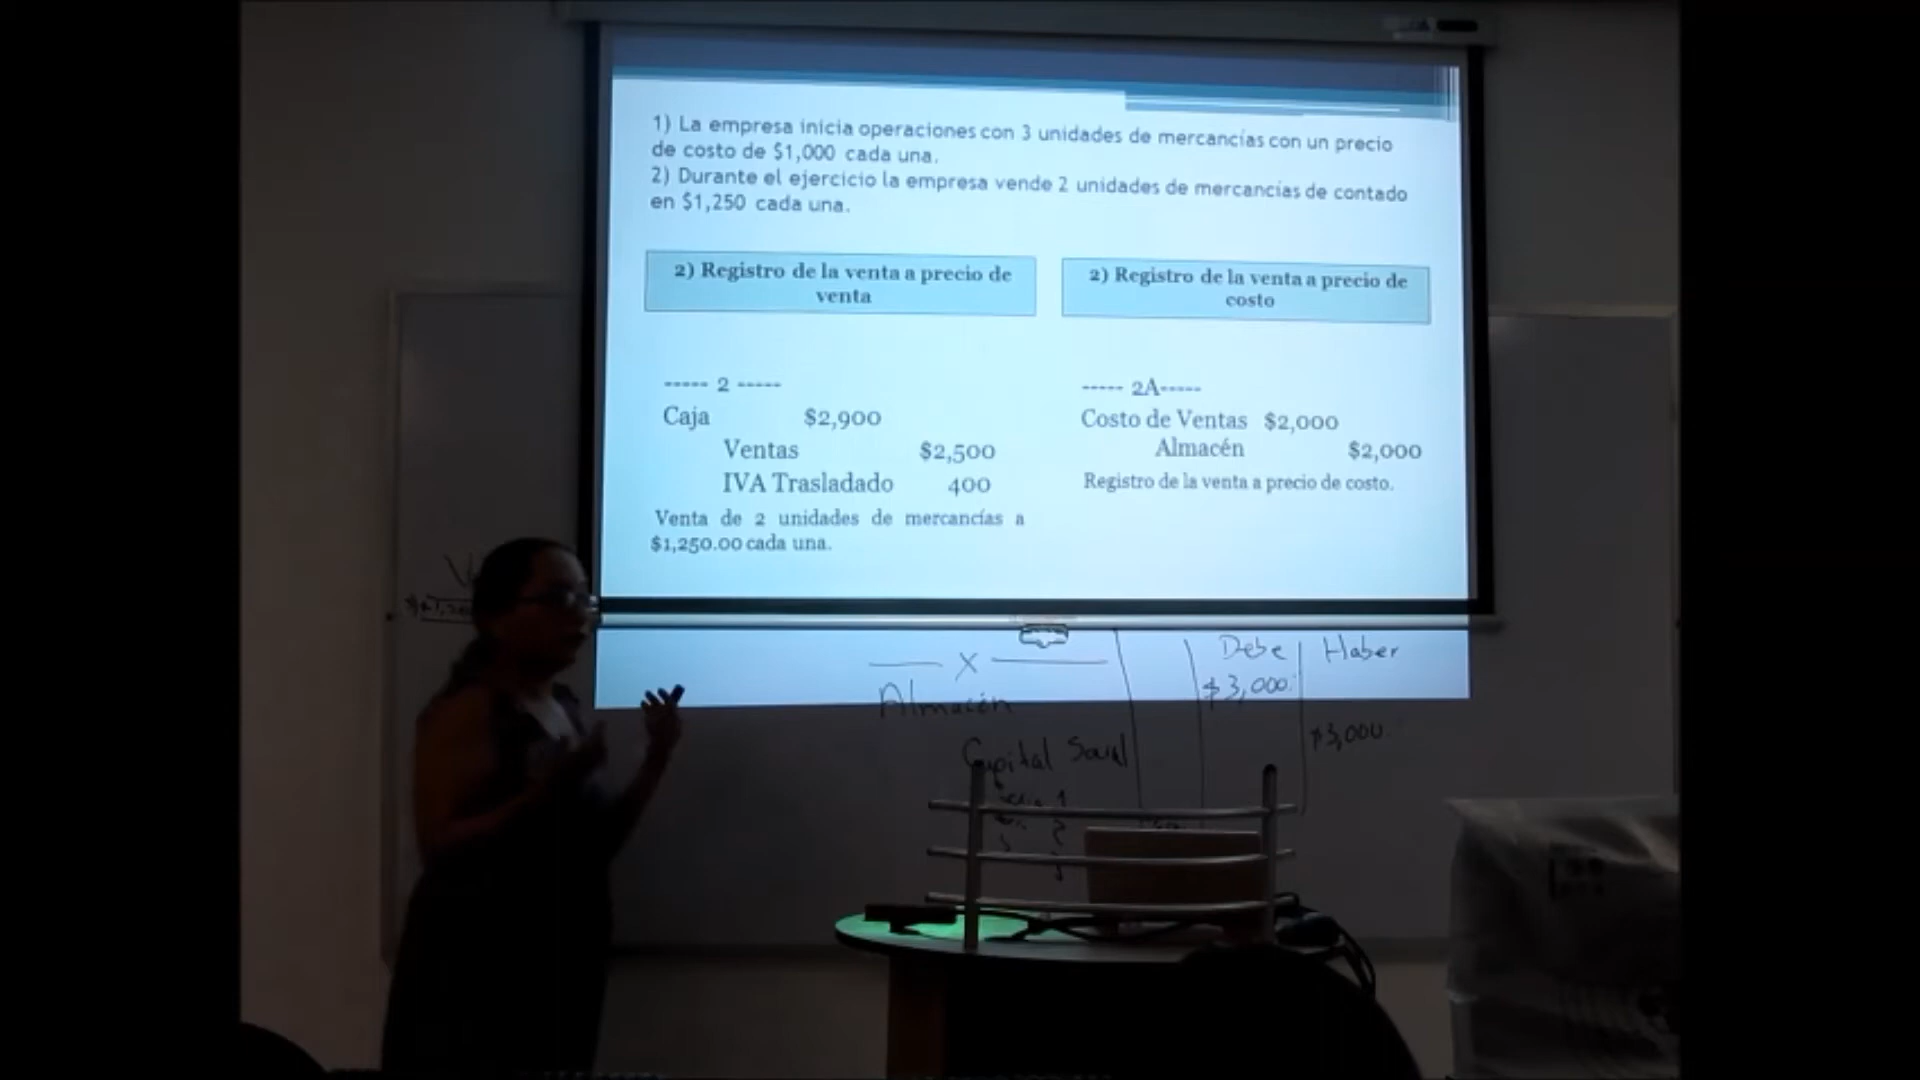 1) La empresa inicia operaciones con 3 unidades de mercancías con un precio
de costo de $1,000 cada una.
2) Durante el ejercicio la empresa vende 2 unidades de mercancías de contado
en $1,250 cada una.
2) Registro de la venta a precio de
venta
----- 2 -----
Caja $2,900
Ventas $2,500
IVA Trasladado 400
Venta de 2 unidades de mercancías a
$1,250.00 cada una.
2) Registro de la venta a precio de
costo
----- 2A-----
Costo de Ventas $2,000
Almacén $2,000
Registro de la venta a precio de costo.
x
Debe Haber
Almacén $3,000.
Capital Social $3,000.
1
2